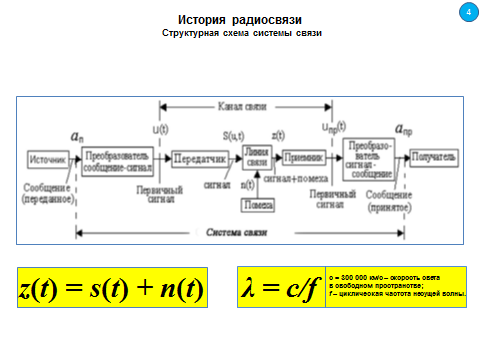 4
История радиосвязи
Структурная схема системы связи
Канал связи
aп
U(t)
S(u,t)
z(t)
Uпр(t)
aпр
Источник
Преобразователь
сообщение-сигнал
Передатчик
Линия
связи
Приемник
Преобразо-
ватель
сигнал-
сообщение
Получатель
Сообщение
(переданное)
Первичный
сигнал
сигнал
n(t)
сигнал+помеха
Первичный
сигнал
Сообщение
(принятое)
Помеха
Система связи
z(t) = s(t) + n(t)
λ = c/f
c = 300 000 км/с – скорость света
в свободном пространстве;
f – циклическая частота несущей волны.